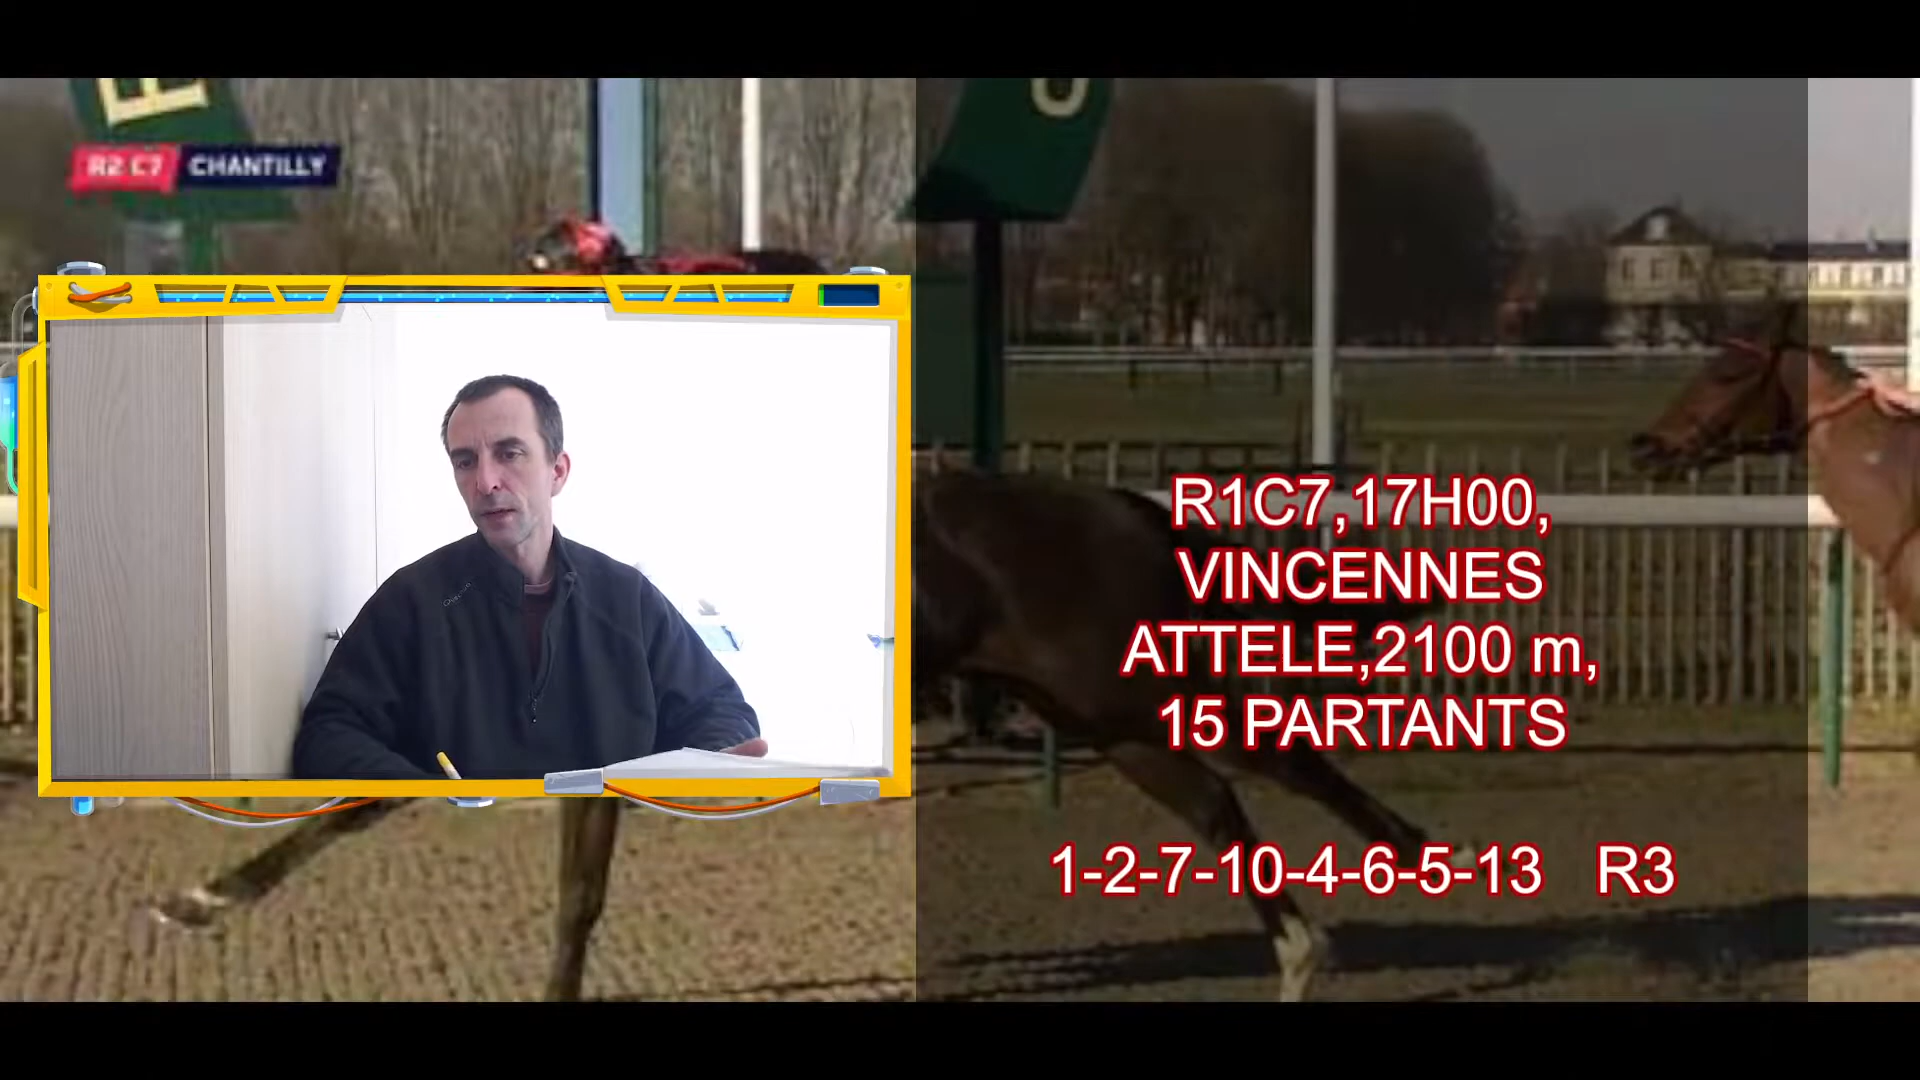 R2 C7 CHANTILLY
R1C7,17H00,
VINCENNES
ATTELE,2100 m,
15 PARTANTS
1-2-7-10-4-6-5-13 R3